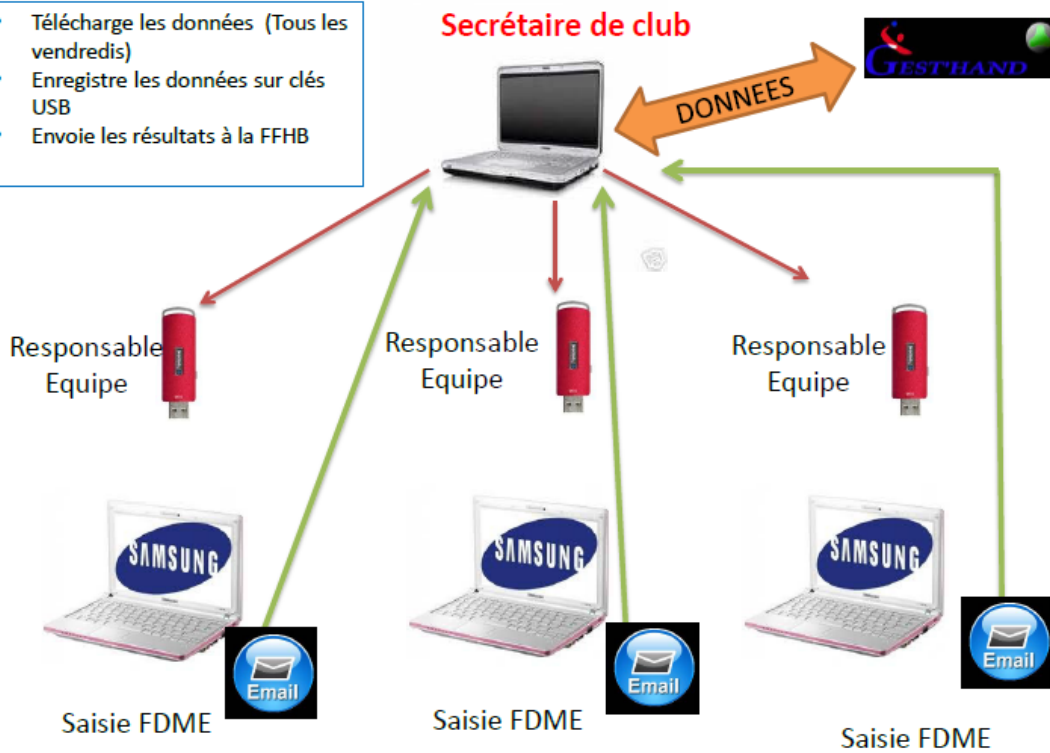 Télécharge les données (Tous les
vendredis)
Enregistre les données sur clés
USB
Envoie les résultats à la FFHB
Secrétaire de club
GEST'HAND
DONNEES
Responsable
Equipe
Responsable
Equipe
Responsable
Equipe
SAMSUNG
SAMSUNG
SAMSUNG
Email
Email
Email
Saisie FDME
Saisie FDME
Saisie FDME